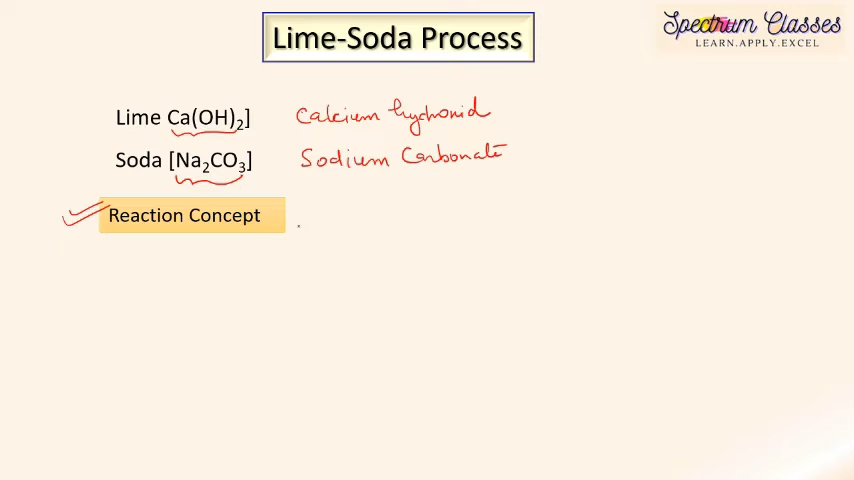 Lime-Soda Process
Spectrum Classes
LEARN.APPLY.EXCEL
Lime Ca(OH)₂] Calcium hydroxid
Soda [Na₂CO₃] Sodium Carbonate
Reaction Concept